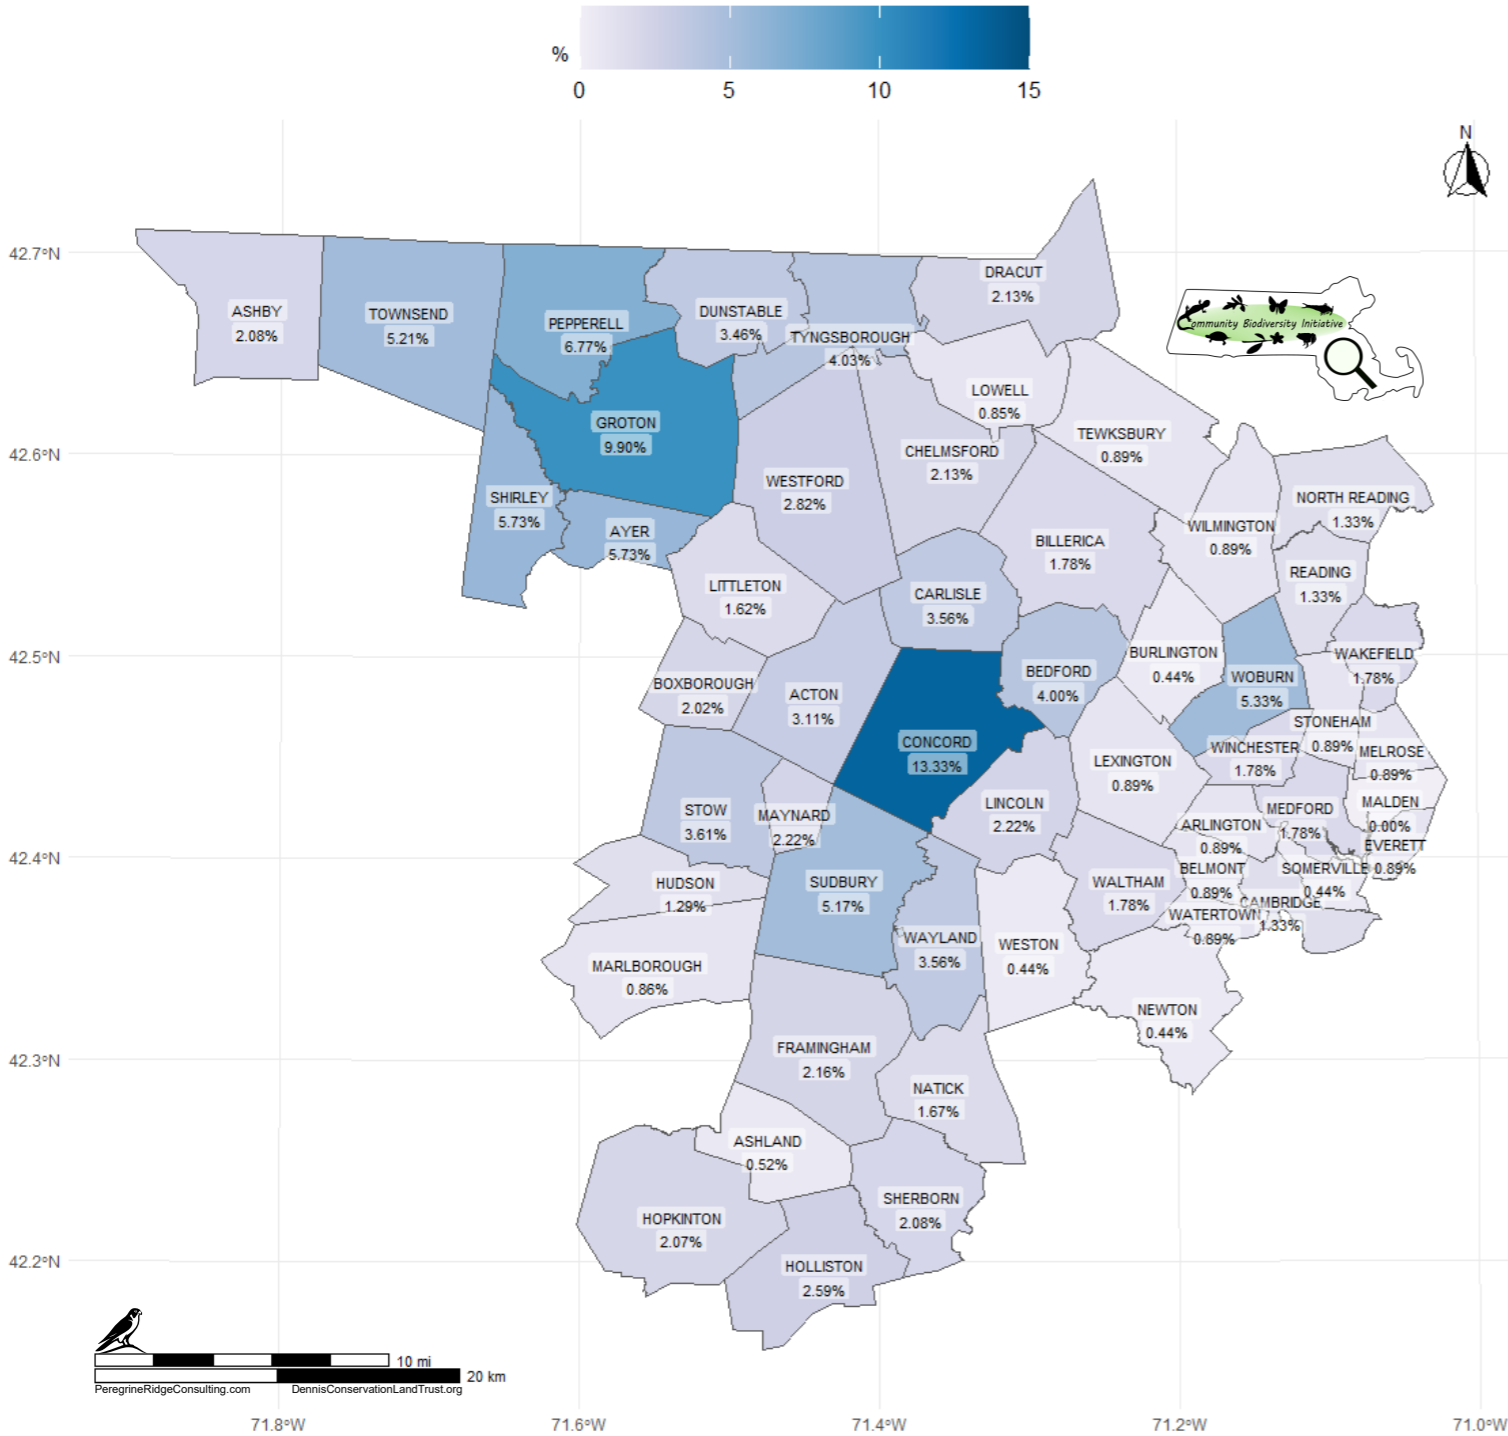 %
0 5 10 15
N
42.7°N
42.6°N
42.5°N
42.4°N
42.3°N
42.2°N
ASHBY
2.08%
TOWNSEND
5.21%
PEPPERELL
6.77%
DUNSTABLE
3.46%
TYNGSBOROUGH
4.03%
DRACUT
2.13%
Community Biodiversity Initiative
GROTON
9.90%
LOWELL
0.85%
TEWKSBURY
0.89%
CHELMSFORD
2.13%
WESTFORD
2.82%
SHIRLEY
5.73%
AYER
5.73%
NORTH READING
1.33%
WILMINGTON
0.89%
BILLERICA
1.78%
READING
1.33%
LITTLETON
1.62%
CARLISLE
3.56%
BURLINGTON
0.44%
WAKEFIELD
1.78%
BEDFORD
4.00%
WOBURN
5.33%
BOXBOROUGH
2.02%
ACTON
3.11%
STONEHAM
0.89%
CONCORD
13.33%
WINCHESTER
1.78%
MELROSE
0.89%
LEXINGTON
0.89%
STOW
3.61%
MAYNARD
2.22%
LINCOLN
2.22%
MEDFORD
1.78%
MALDEN
0.00%
ARLINGTON
0.89%
EVERETT
0.89%
HUDSON
1.29%
SUDBURY
5.17%
WALTHAM
1.78%
BELMONT
0.89%
SOMERVILLE
0.44%
CAMBRIDGE
1.33%
WATERTOWN
0.89%
WAYLAND
3.56%
WESTON
0.44%
MARLBOROUGH
0.86%
NEWTON
0.44%
FRAMINGHAM
2.16%
NATICK
1.67%
ASHLAND
0.52%
SHERBORN
2.08%
HOPKINTON
2.07%
HOLLISTON
2.59%
10 mi
20 km
PeregrineRidgeConsulting.com DennisConservationLandTrust.org
71.8°W 71.6°W 71.4°W 71.2°W 71.0°W